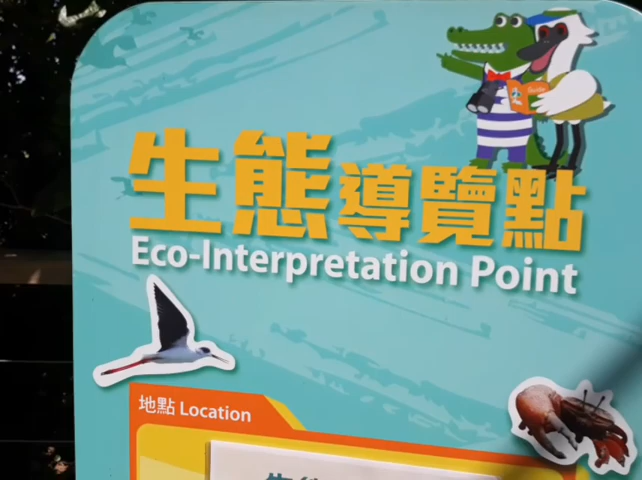 生態導覽點
Eco-Interpretation Point
地點 Location